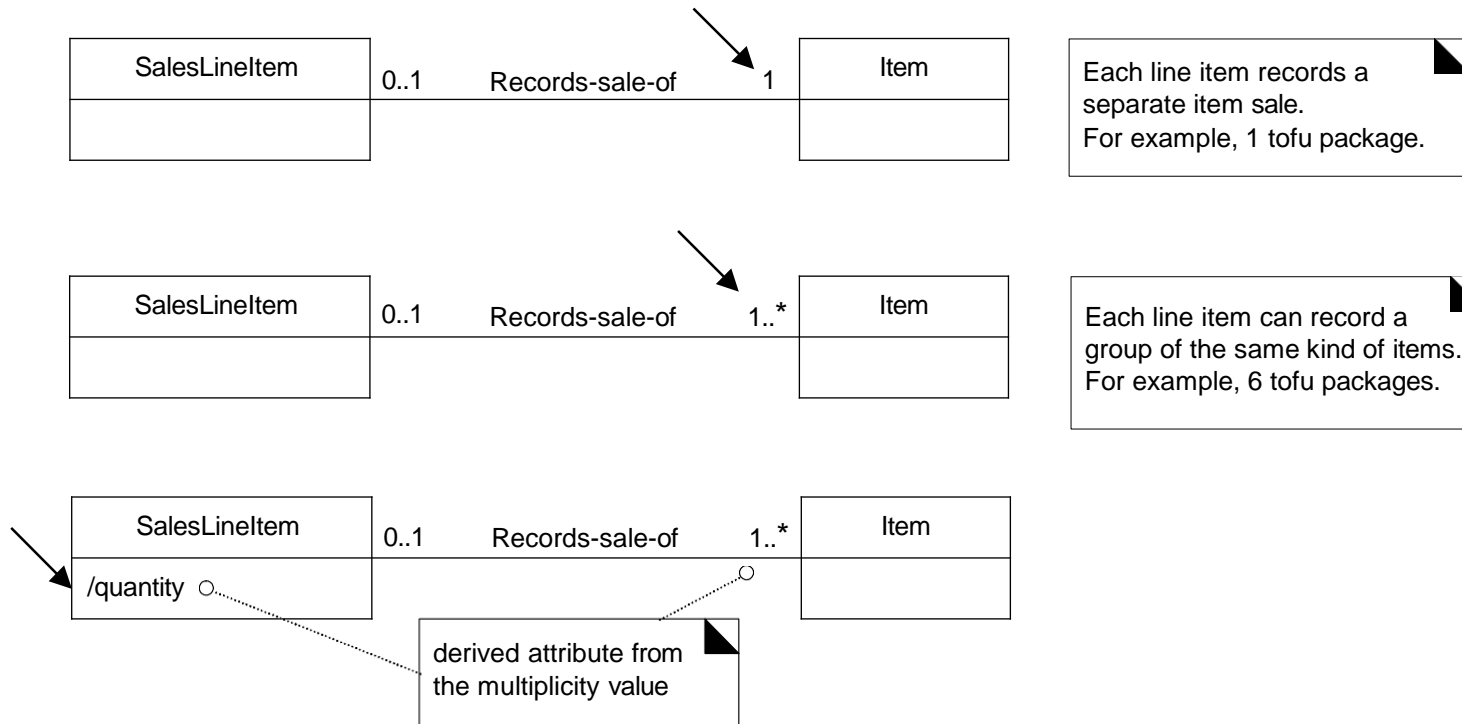 SalesLineItem
0..1 Records-sale-of 1
Item
Each line item records a
separate item sale.
For example, 1 tofu package.
SalesLineItem
0..1 Records-sale-of 1..*
Item
Each line item can record a
group of the same kind of items.
For example, 6 tofu packages.
SalesLineItem
0..1 Records-sale-of 1..*
Item
/quantity
derived attribute from
the multiplicity value